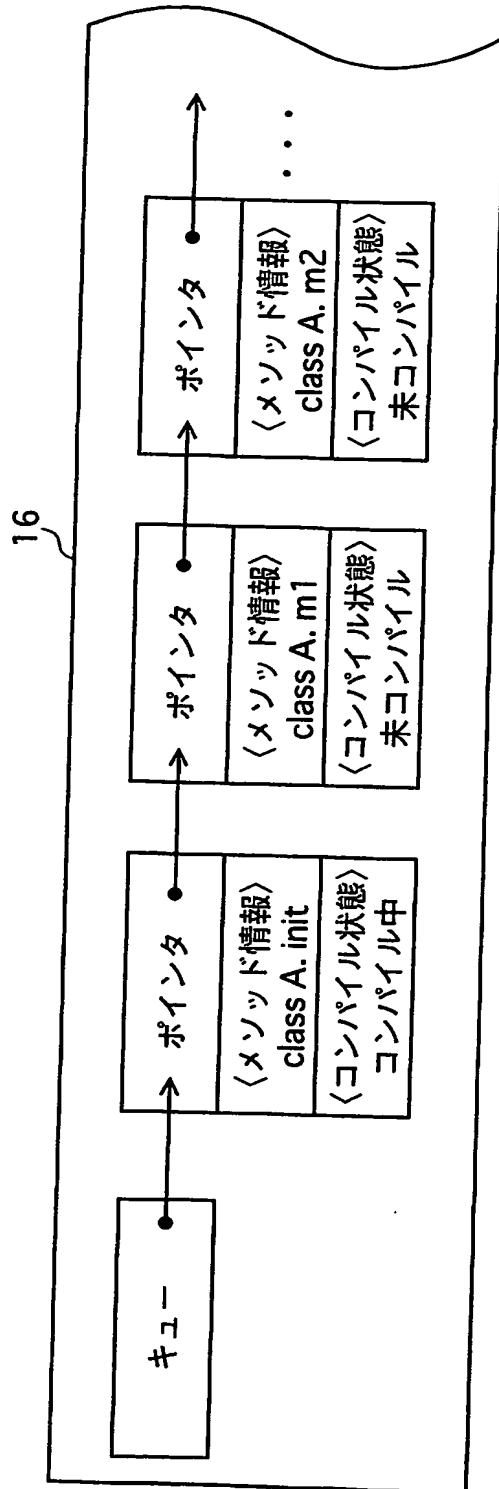 16
キュー
ポインタ
〈メソッド情報〉
class A. init
〈コンパイル状態〉
コンパイル中
ポインタ
〈メソッド情報〉
class A. m1
〈コンパイル状態〉
未コンパイル
ポインタ
〈メソッド情報〉
class A. m2
〈コンパイル状態〉
未コンパイル
...